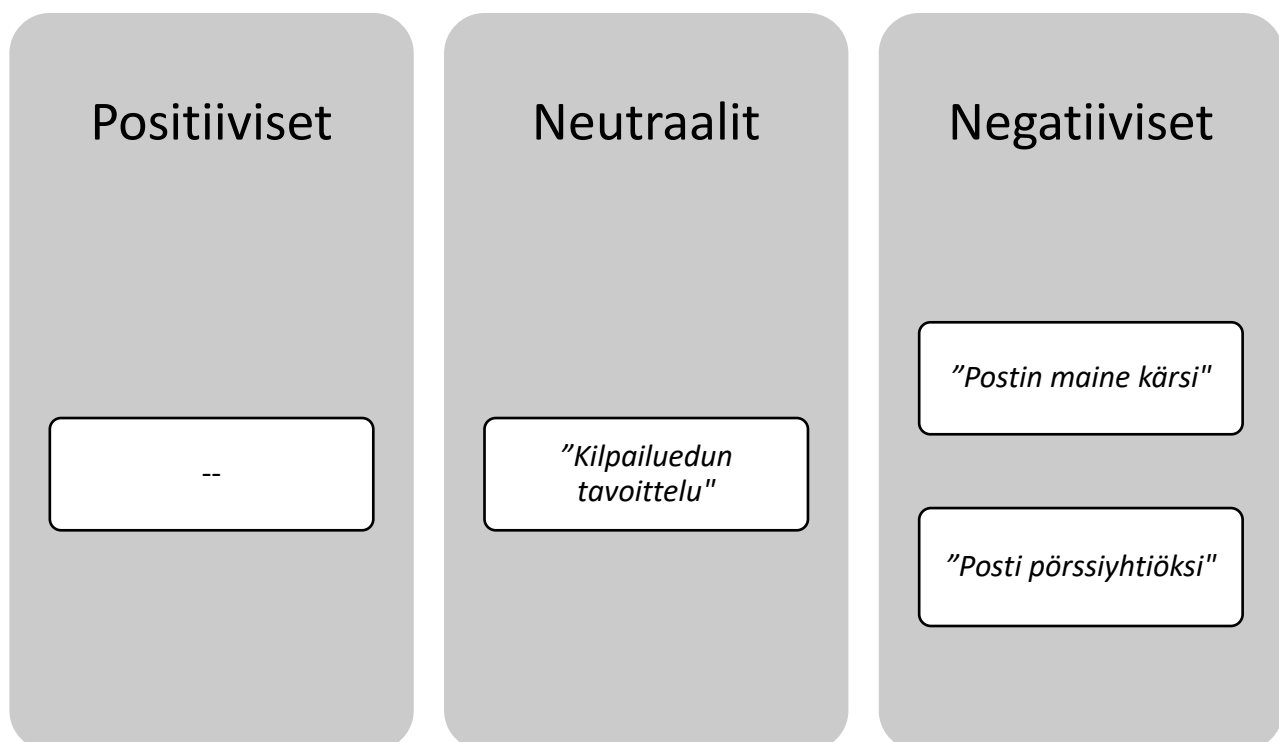 Positiiviset
--
Neutraalit
”Kilpailuedun
tavoittelu"
Negatiiviset
”Postin maine kärsi"
”Posti pörssiyhtiöksi"